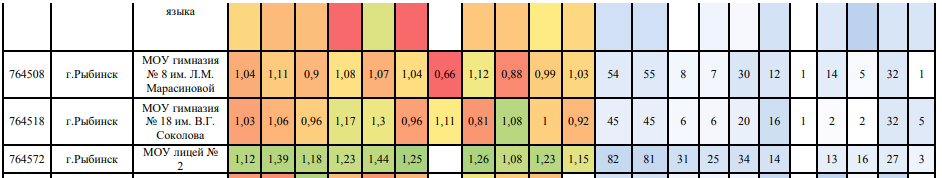 языка
764508 г.Рыбинск МОУ гимназия № 8 им. Л.М. Марасиновой 1,04 1,11 0,9 1,08 1,07 1,04 0,66 1,12 0,88 0,99 1,03 54 55 8 7 30 12 1 14 5 32 1
764518 г.Рыбинск МОУ гимназия № 18 им. В.Г. Соколова 1,03 1,06 0,96 1,17 1,3 0,96 1,11 0,81 1,08 1 0,92 45 45 6 6 20 16 1 2 2 32 5
764572 г.Рыбинск МОУ лицей № 2 1,12 1,39 1,18 1,23 1,44 1,25 1,26 1,08 1,23 1,15 82 81 31 25 34 14 13 16 27 3